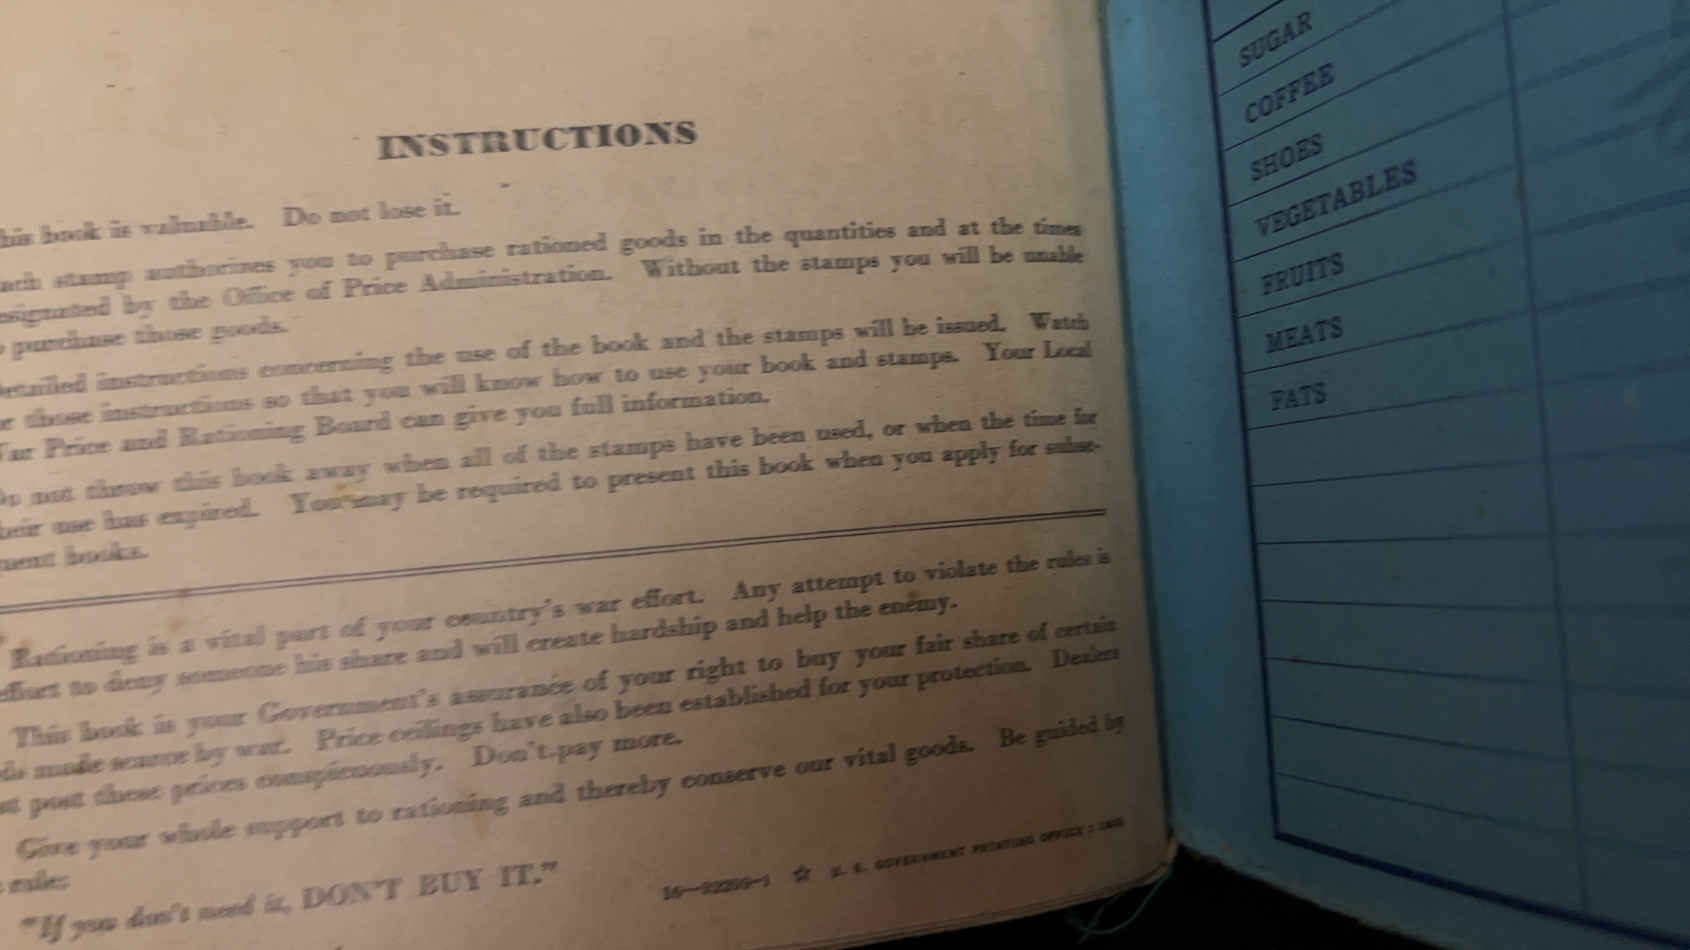 INSTRUCTIONS
his book is valuable. Do not lose it.
ach stamp authorizes you to purchase rationed goods in the quantities and at the times
esignated by the Office of Price Administration. Without the stamps you will be unable
o purchase those goods.
etailed instructions concerning the use of the book and the stamps will be issued. Watch
or those instructions so that you will know how to use your book and stamps. Your Local
War Price and Rationing Board can give you full information.
Do not throw this book away when all of the stamps have been used, or when the time for
heir use has expired. You may be required to present this book when you apply for subse-
uent books.
Rationing is a vital part of your country's war effort. Any attempt to violate the rules is
effort to deny someone his share and will create hardship and help the enemy.
This book is your Government's assurance of your right to buy your fair share of certain
ds made scarce by war. Price ceilings have also been established for your protection. Dealers
st post these prices conspicuously. Don't pay more.
Give your whole support to rationing and thereby conserve our vital goods. Be guided by
rule:
"If you don't need it, DON'T BUY IT."
☆ U. S. GOVERNMENT PRINTING OFFICE :
SUGAR
COFFEE
SHOES
VEGETABLES
FRUITS
MEATS
FATS